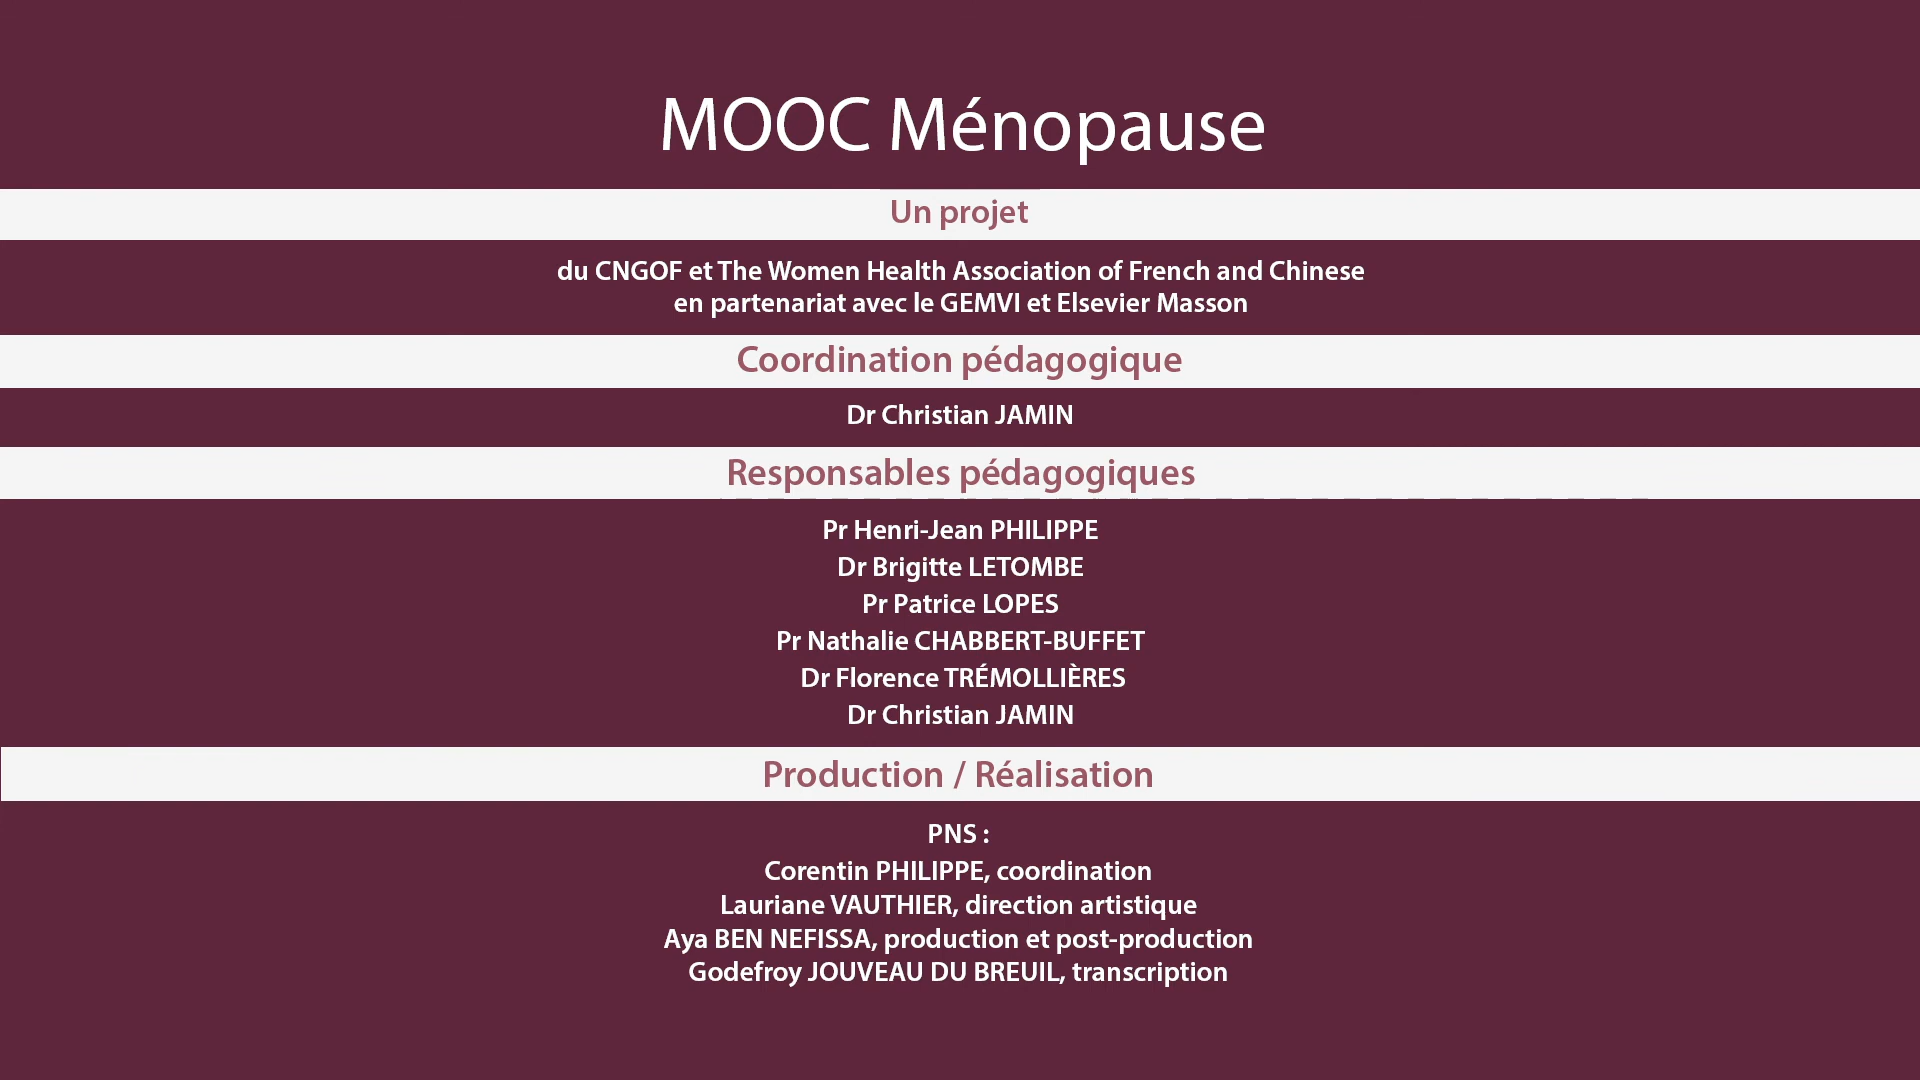 MOOC Ménopause
Un projet
du CNGOF et The Women Health Association of French and Chinese
en partenariat avec le GEMVI et Elsevier Masson
Coordination pédagogique
Dr Christian JAMIN
Responsables pédagogiques
Pr Henri-Jean PHILIPPE
Dr Brigitte LETOMBE
Pr Patrice LOPES
Pr Nathalie CHABBERT-BUFFET
Dr Florence TRÉMOLLIÈRES
Dr Christian JAMIN
Production / Réalisation
PNS :
Corentin PHILIPPE, coordination
Lauriane VAUTHIER, direction artistique
Aya BEN NEFISSA, production et post-production
Godefroy JOUVEAU DU BREUIL, transcription